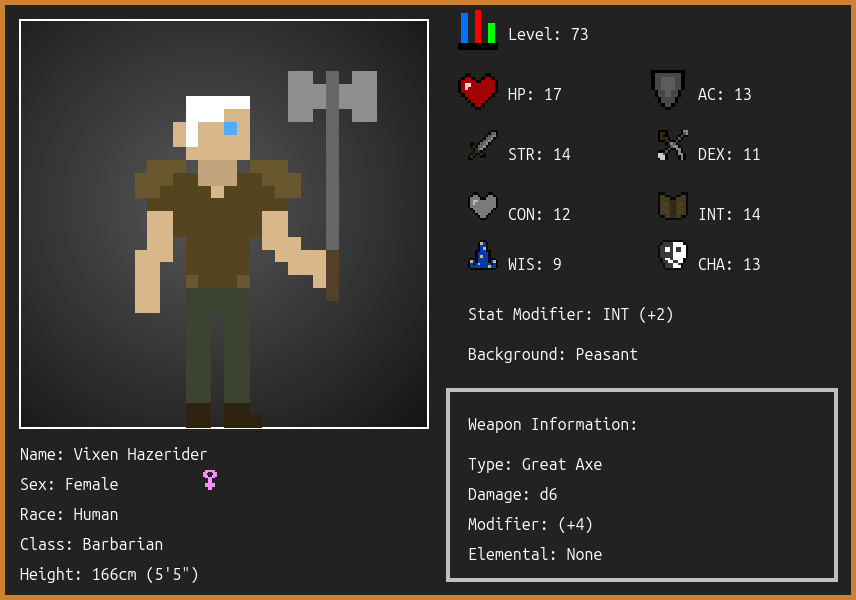 Level: 73
HP: 17
AC: 13
STR: 14
DEX: 11
CON: 12
INT: 14
WIS: 9
CHA: 13
Stat Modifier: INT (+2)
Background: Peasant
Weapon Information:
Type: Great Axe
Damage: d6
Modifier: (+4)
Elemental: None
Name: Vixen Hazerider
Sex: Female
Race: Human
Class: Barbarian
Height: 166cm (5'5")